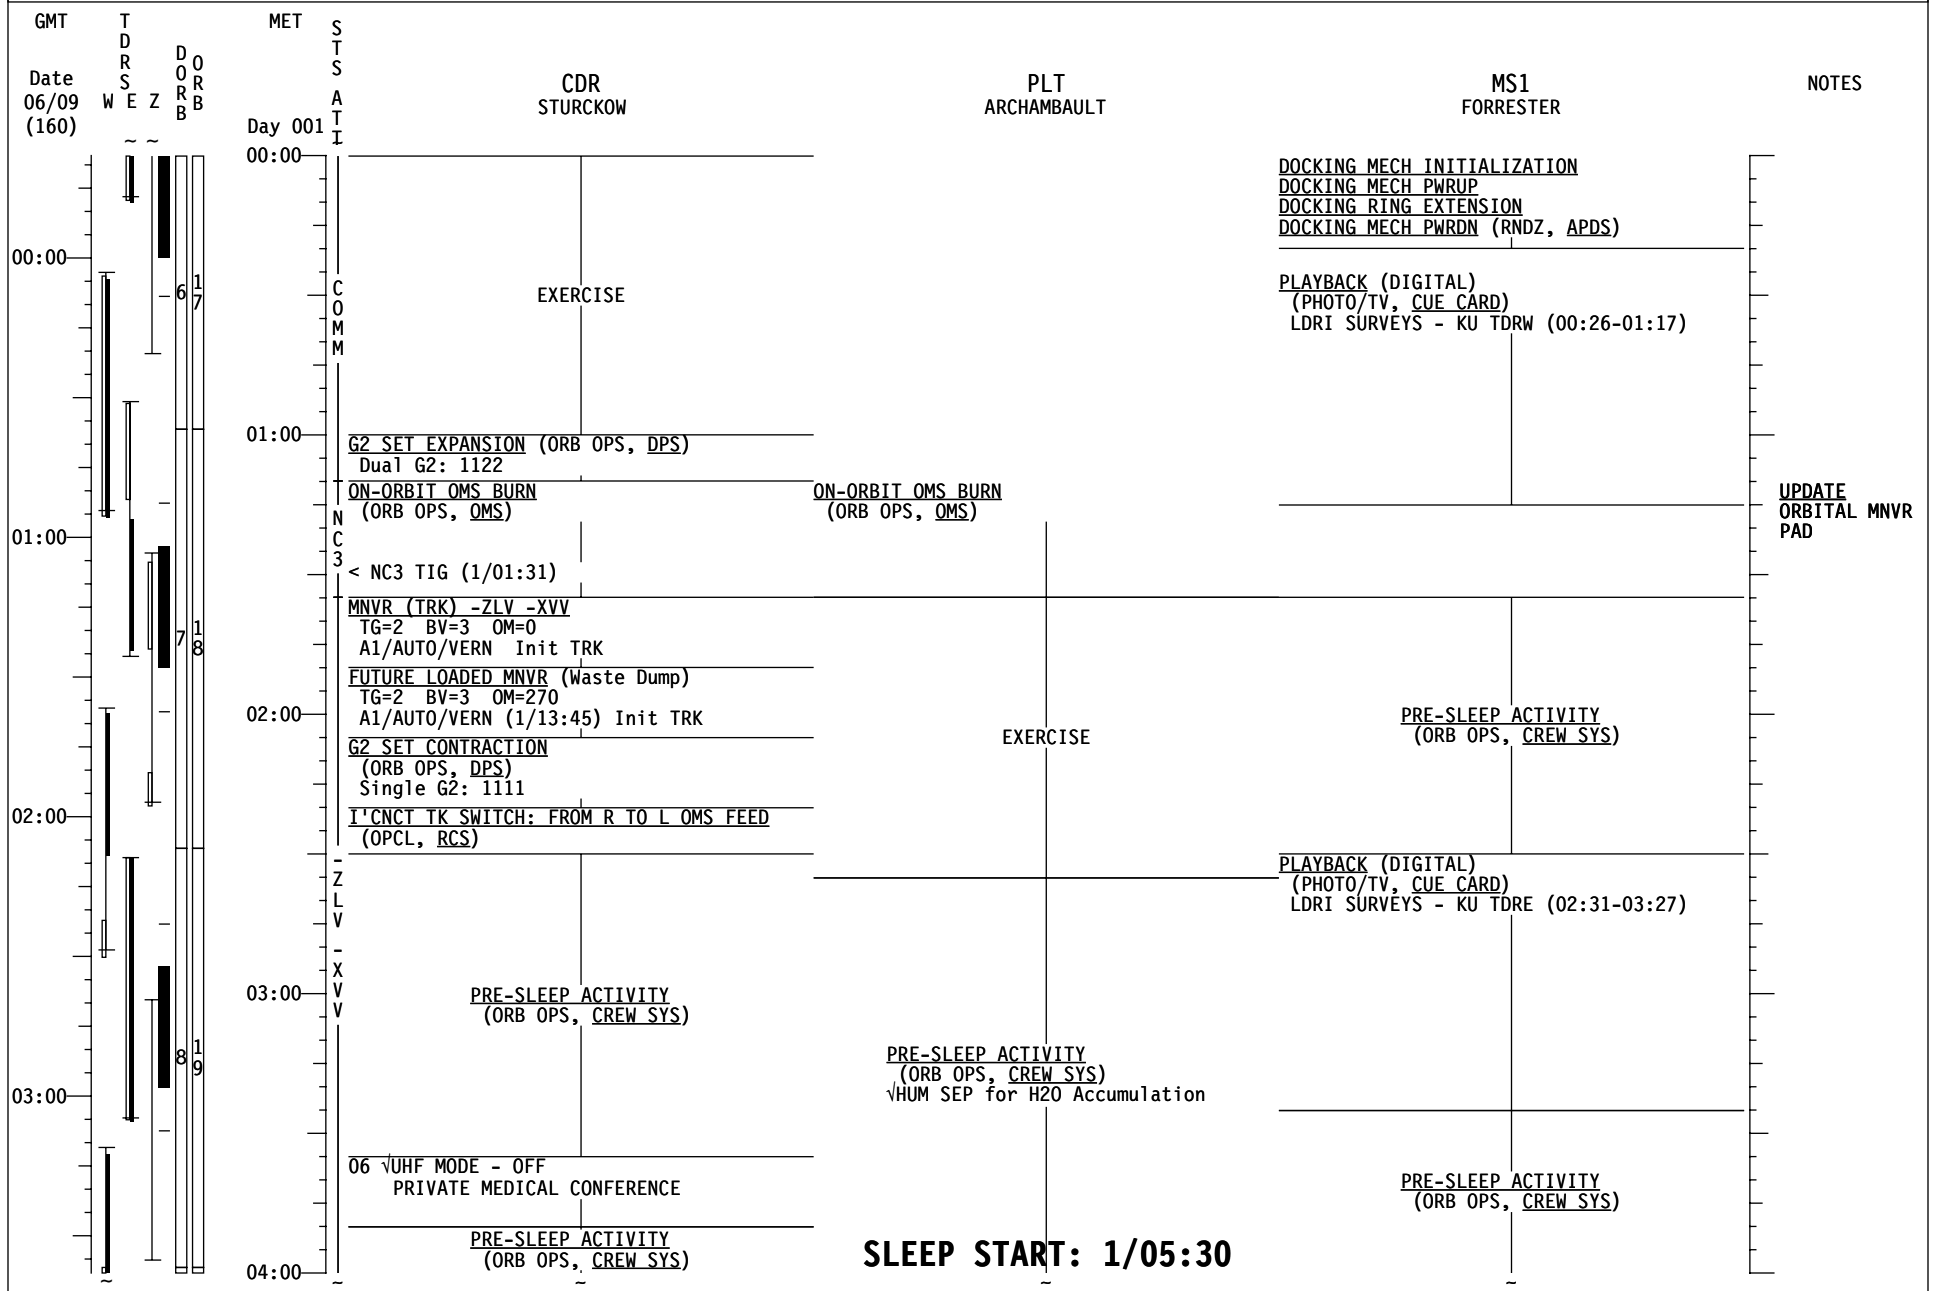 GMT
TDRS
MET
STS ATT
DORB
ORB
Date
06/09
(160)
W E Z
Day 001
CDR
STURCKOW
PLT
ARCHAMBAULT
MS1
FORRESTER
NOTES
~ ~
00:00
DOCKING MECH INITIALIZATION
DOCKING MECH PWRUP
DOCKING RING EXTENSION
DOCKING MECH PWRDN (RNDZ, APDS)
00:00
6
17
COMM
EXERCISE
PLAYBACK (DIGITAL)
(PHOTO/TV, CUE CARD)
LDRI SURVEYS - KU TDRW (00:26-01:17)
01:00
G2 SET EXPANSION (ORB OPS, DPS)
Dual G2: 1122
ON-ORBIT OMS BURN
(ORB OPS, OMS)
ON-ORBIT OMS BURN
(ORB OPS, OMS)
UPDATE
ORBITAL MNVR
PAD
NC3
01:00
< NC3 TIG (1/01:31)
7
18
MNVR (TRK) -ZLV -XVV
TG=2 BV=3 OM=0
A1/AUTO/VERN Init TRK
FUTURE LOADED MNVR (Waste Dump)
TG=2 BV=3 OM=270
02:00
A1/AUTO/VERN (1/13:45) Init TRK
PRE-SLEEP ACTIVITY
(ORB OPS, CREW SYS)
EXERCISE
G2 SET CONTRACTION
(ORB OPS, DPS)
Single G2: 1111
02:00
I'CNCT TK SWITCH: FROM R TO L OMS FEED
(OPCL, RCS)
-ZLV -XVV
PLAYBACK (DIGITAL)
(PHOTO/TV, CUE CARD)
LDRI SURVEYS - KU TDRE (02:31-03:27)
03:00
PRE-SLEEP ACTIVITY
(ORB OPS, CREW SYS)
8
19
PRE-SLEEP ACTIVITY
(ORB OPS, CREW SYS)
√HUM SEP for H2O Accumulation
03:00
06 √UHF MODE - OFF
PRIVATE MEDICAL CONFERENCE
PRE-SLEEP ACTIVITY
(ORB OPS, CREW SYS)
PRE-SLEEP ACTIVITY
(ORB OPS, CREW SYS)
SLEEP START: 1/05:30
04:00
~ ~ ~ ~ ~